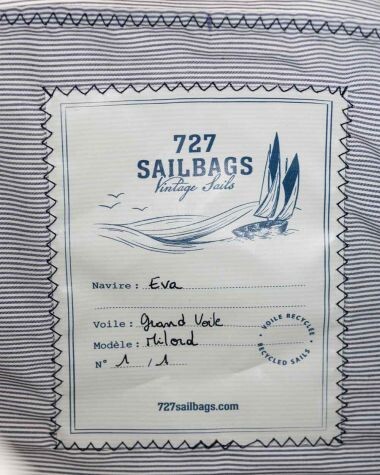 727
SAILBAGS
Vintage Sails
Navire : Eva
Voile : Grand Voile
Modèle : Milord
N° 1 / 1
• VOILE RECYCLÉE •
RECYCLED SAILS
727sailbags.com